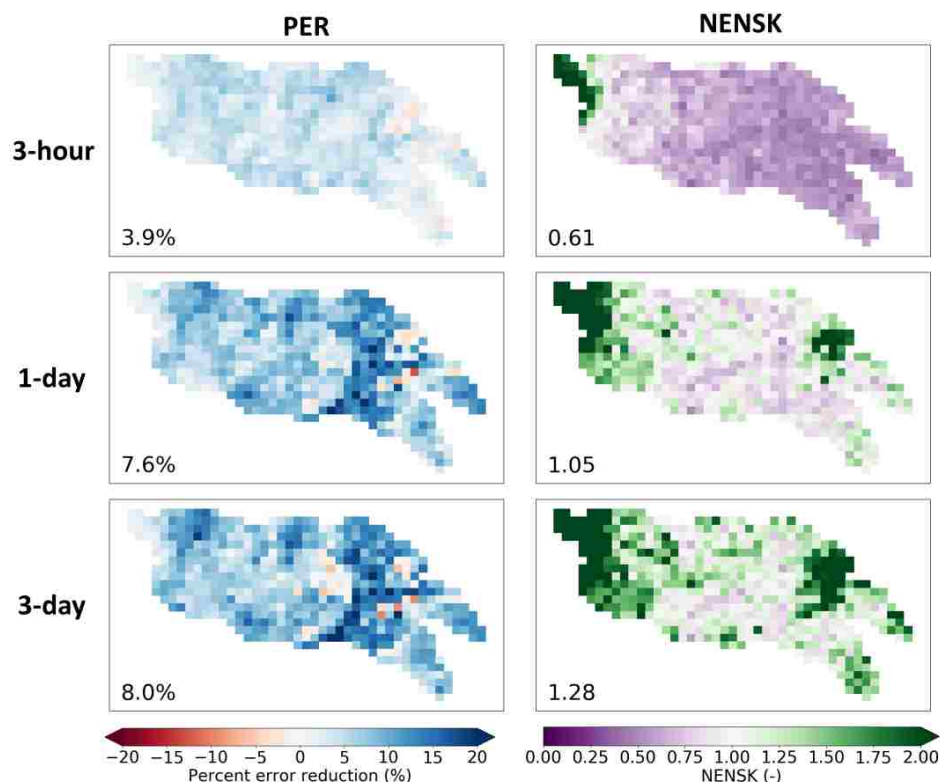 PER NENSK
3-hour
3.9% 0.61
1-day
7.6% 1.05
3-day
8.0% 1.28
−20 −15 −10 −5 0 5 10 15 20 0.00 0.25 0.50 0.75 1.00 1.25 1.50 1.75 2.00
Percent error reduction (%) NENSK (-)